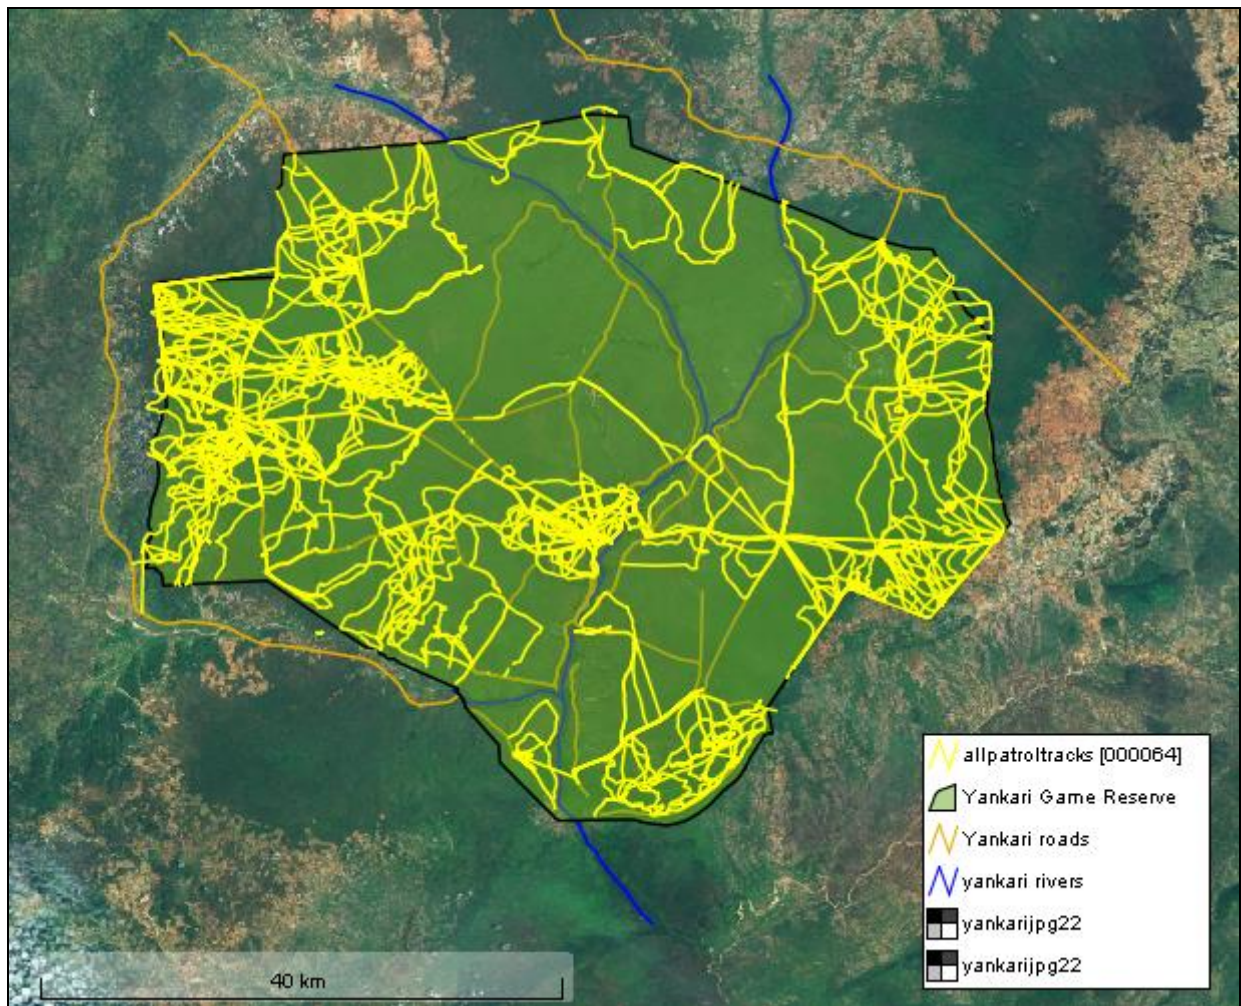 allpatroltracks [000064]
Yankari Game Reserve
Yankari roads
yankari rivers
yankarijpg22
yankarijpg22
40 km